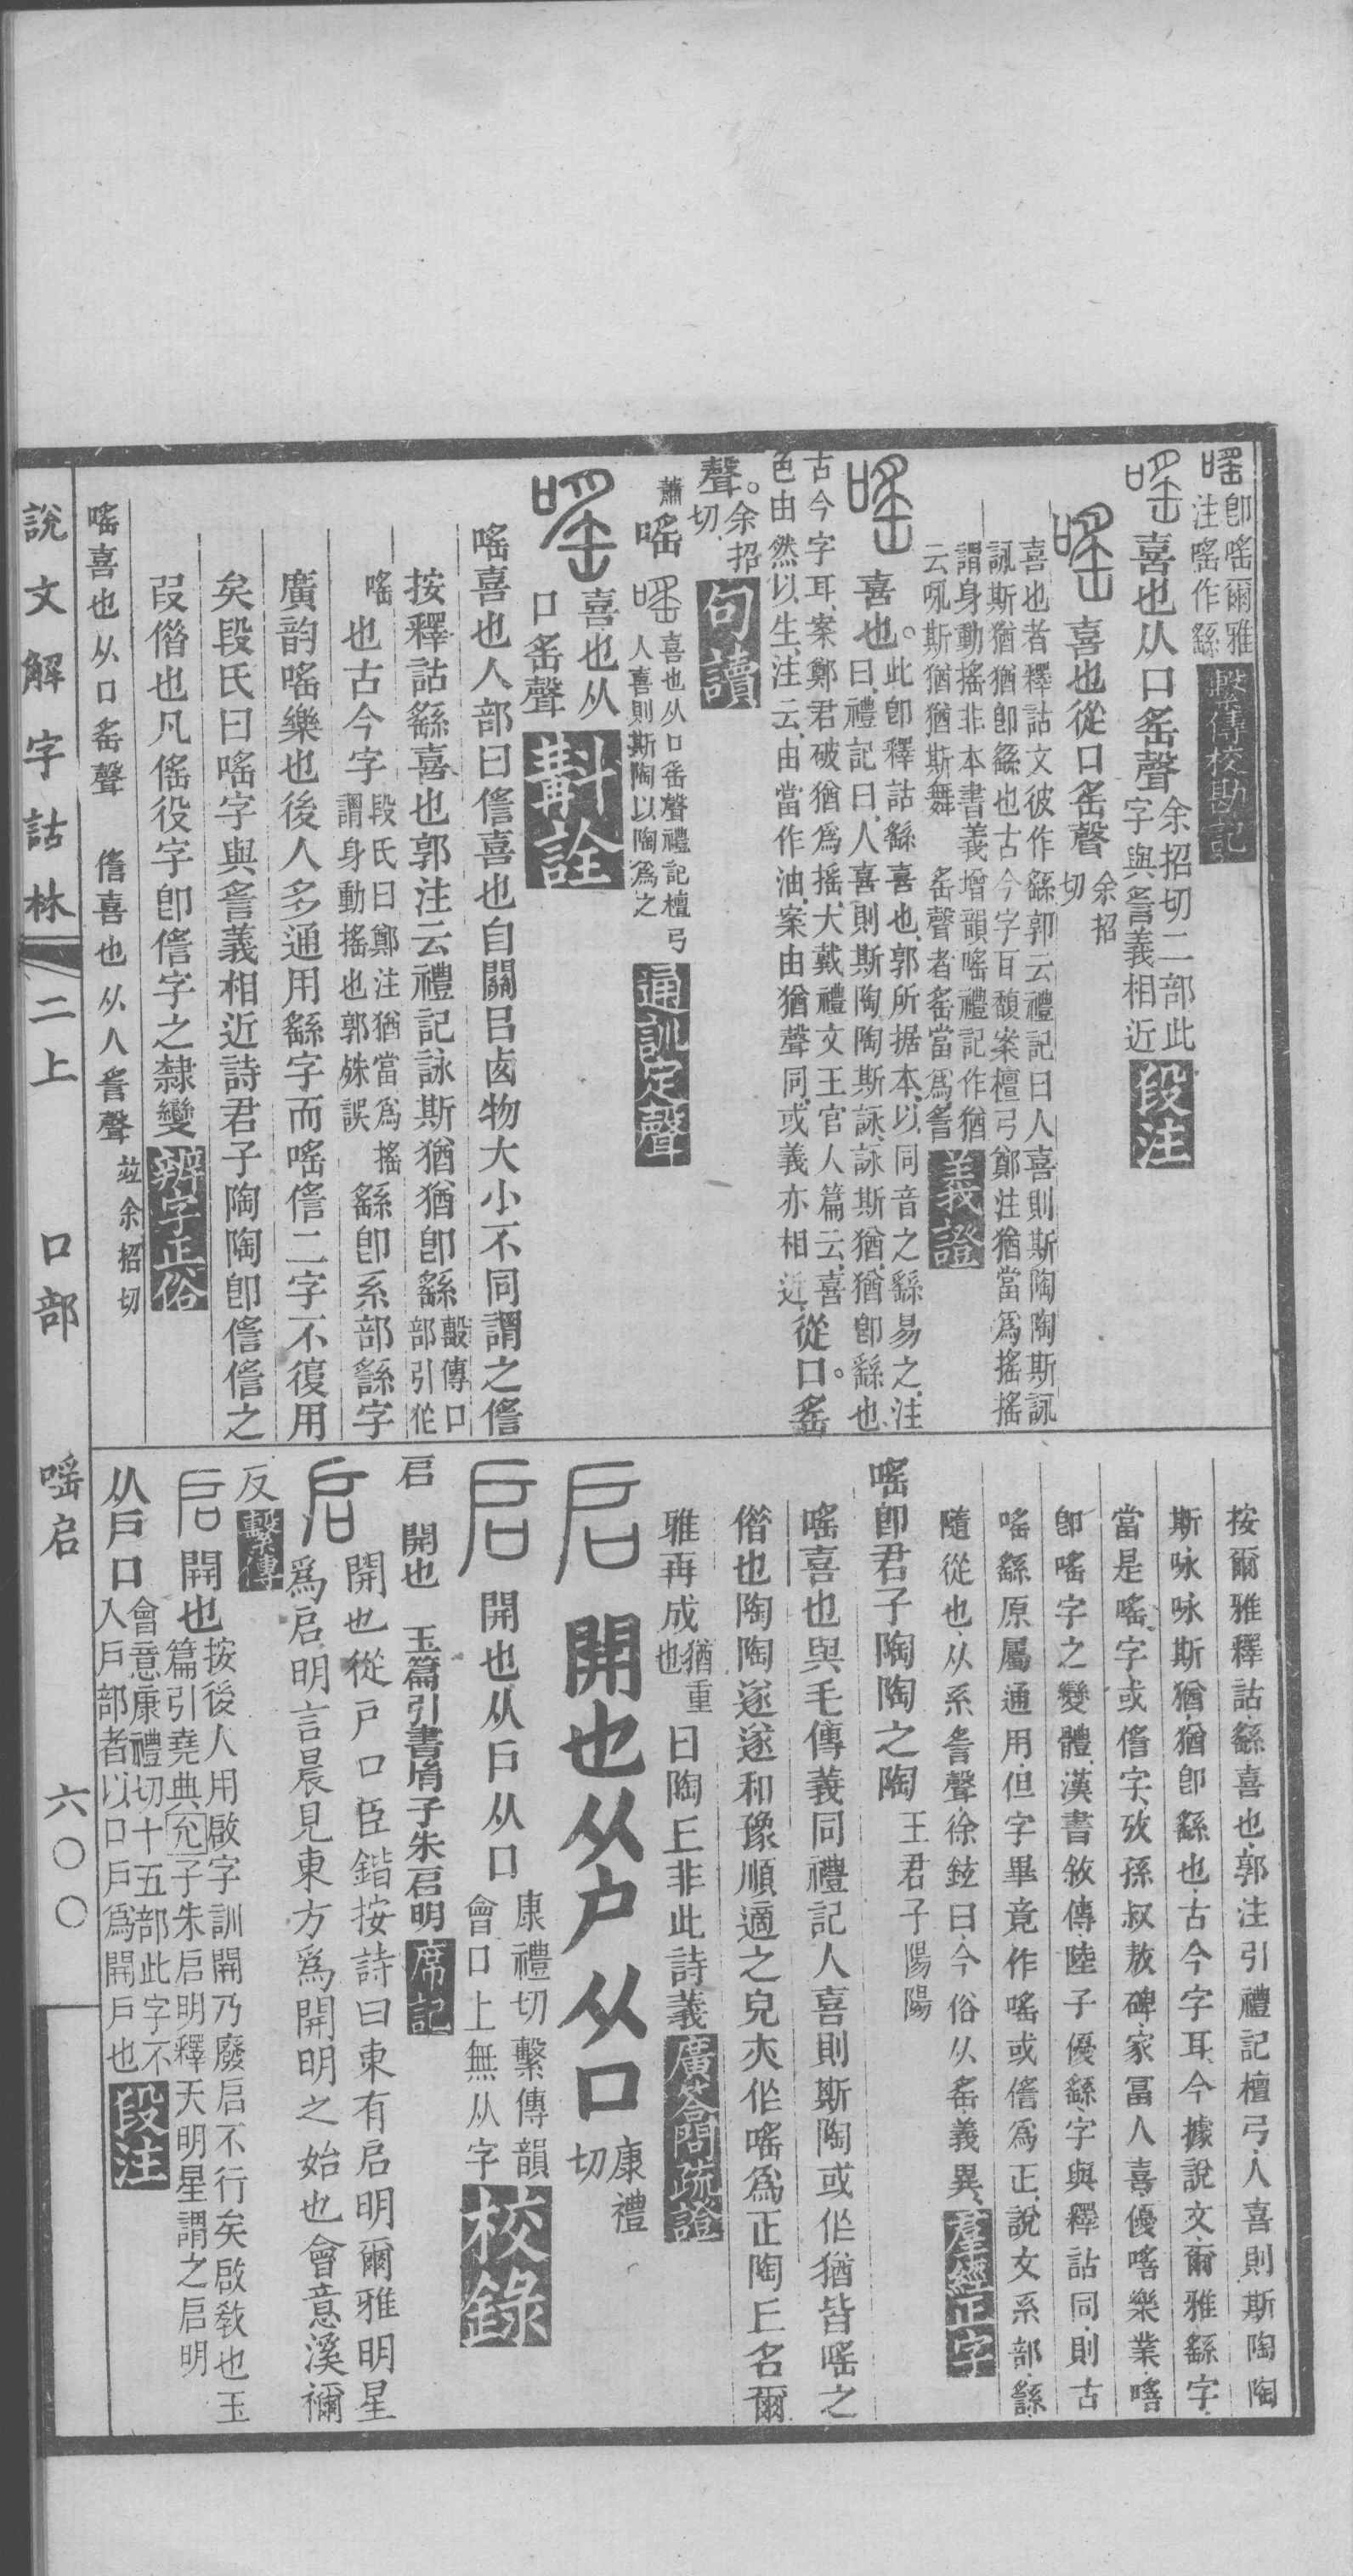 卽嗂爾雅
注嗂作繇
繫傳校勘記
喜也从口䍃聲
余招切二部此
字與㐱義相近
段注
喜也從口䍃聲
余招
切
喜也者釋詁文彼作繇郭云禮記曰人喜則斯陶陶斯詠
詠斯猶猶卽繇也古今字耳馥案檀弓鄭注猶當爲搖搖
謂身動搖非本書義增韻嗂禮記作猶
云咏斯猶猶斯舞 䍃聲者䍃當爲䚻
義證
喜也。
此卽釋詁繇喜也郭所据本以同音之繇易之注
曰禮記曰人喜則斯陶陶斯詠詠斯猶猶卽繇也
古今字耳案鄭君破猶爲搖大戴禮文王官人篇云喜
色由然以生注云由當作油案由猶聲同或義亦相近
從口䍃
聲。
余招
切
句讀
蕭 嗂
喜也从口䍃聲禮記檀弓
人喜則斯陶以陶爲之
通訓定聲
喜也从
口䍃聲
斠詮
嗂喜也人部曰僐喜也自關㠯卤物大小不同謂之僐
按釋詁繇喜也郭注云禮記詠斯猶猶卽繇
繫傳口
部引作
嗂
也古今字
段氏曰鄭注猶當爲搖
謂身動搖也郭殊誤
繇卽系部繇字
廣韵嗂樂也後人多通用繇字而嗂二字不復用
矣段氏曰嗂字與䚻義相近詩君子陶陶卽之
叚借也凡傜役字卽字之隸變
辨字正俗
嗂喜也从口䍃聲 喜也从人䚻聲
竝余招切
說文解字詁林 二上 口部 嗂启 六〇〇
按爾雅釋詁繇喜也郭注引禮記檀弓人喜則斯陶陶
斯咏咏斯猶猶卽繇也古今字耳今據說文爾雅繇字
當是嗂字或借字攷孫叔敖碑家冨人喜優樂業
卽嗂字之變體漢書敘傳陸子優繇字與釋詁同則古
嗂繇原屬通用但字畢竟作嗂或借爲正說文系部繇
隨從也从系䚻聲徐鉉曰今俗从䍃義異
羣經正字
嗂卽君子陶陶之陶
王君子陽陽
嗂喜也與毛傳義同禮記人喜則斯陶或作猶皆嗂之
借也陶陶遂遂和豫順適之皃夾作嗂爲正陶丘名爾
雅再成
猶重
也
曰陶丘非此詩義
廣荅問疏證
開也从户从口
康禮
切
開也从户从口
康禮切繫傳韻
會口上無从字
校錄
启 開也 玉篇引書胤子朱启明
席記
開也從戸口臣鍇按詩曰東有启明爾雅明星
爲启明言晨見東方爲開明之始也會意溪禰
反
繫傳
開也
按後人用啟字訓開乃廢启不行矣啟敎也玉
篇引堯典允子朱启明釋天明星謂之启明
从戶口
會意康禮切十五部此字不
入戶部者以口戶爲開戶也
段注